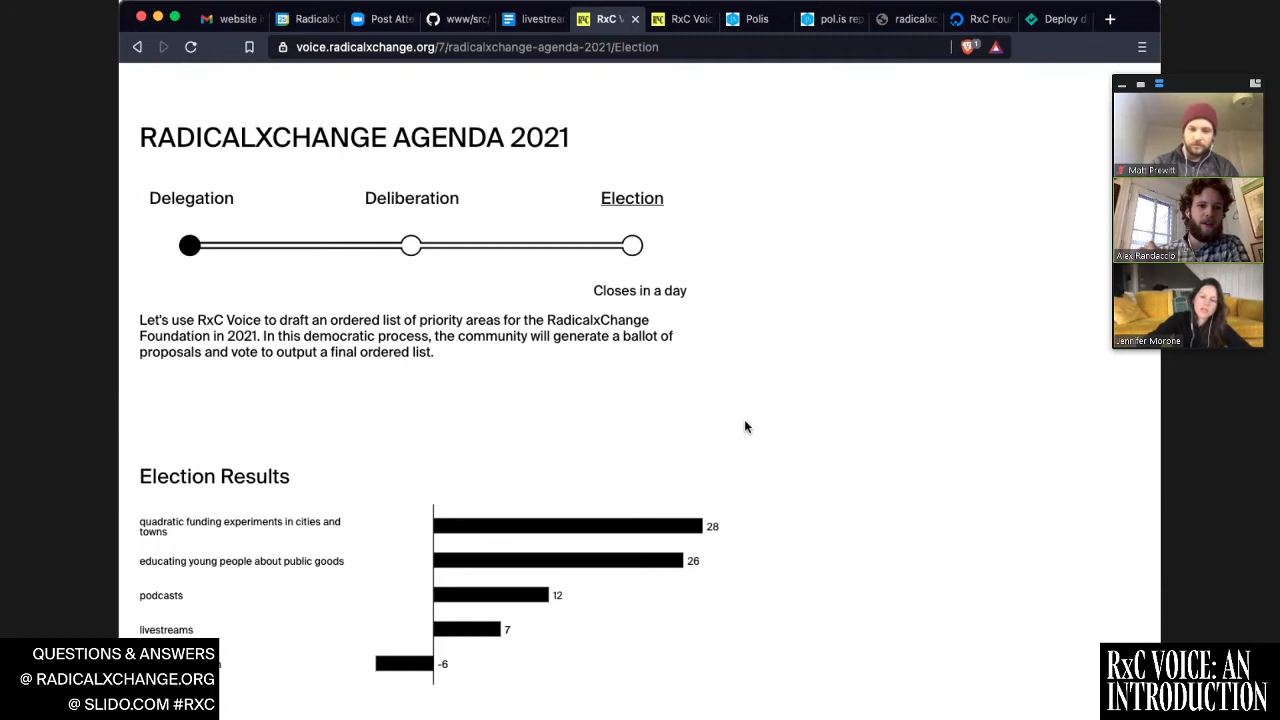 website
RadicalxC
Post Atte
www/src/
livestrea
RxC V
RxC Voic
Polis
pol.is rep
radicalxc
RxC Four
Deploy d
voice.radicalxchange.org/7/radicalxchange-agenda-2021/Election
1
RADICALXCHANGE AGENDA 2021
Delegation
Deliberation
Election
Closes in a day
Let's use RxC Voice to draft an ordered list of priority areas for the RadicalxChange
Foundation in 2021. In this democratic process, the community will generate a ballot of
proposals and vote to output a final ordered list.
Election Results
quadratic funding experiments in cities and
towns
28
educating young people about public goods
26
podcasts
12
livestreams
7
-6
Matt Prewitt
Alex Randaccio
Jennifer Morone
QUESTIONS & ANSWERS
@ RADICALXCHANGE.ORG
@ SLIDO.COM #RXC
RxC VOICE: AN
INTRODUCTION